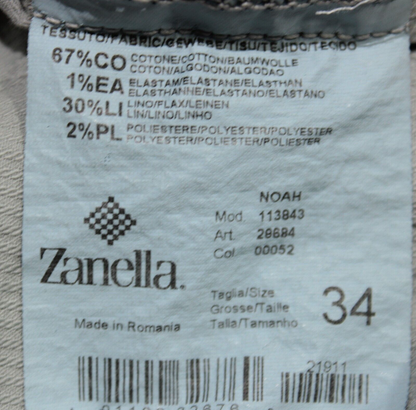 TESSUTO/FABRIC/GEWEBE/TISU/TEJIDO/TECIDO
67%CO COTONE/COTTON/BAUMWOLLE
COTON/ALGODON/ALGODAO
1%EA ELASTAM/ELASTANE/ELASTHAN
ELASTHANNE/ELASTANO/ELASTANO
30%LI LINO/FLAX/LEINEN
LIN/LINO/LINHO
2%PL POLIESTERE/POLYESTER/POLYESTER
POLYESTER/POLIESTER/POLIESTER
NOAH
Mod. 113843
Art. 28684
Col. 00052
Zanella.
Taglia/Size
Grosse/Taille
Talla/Tamanho
34
Made in Romania
21911